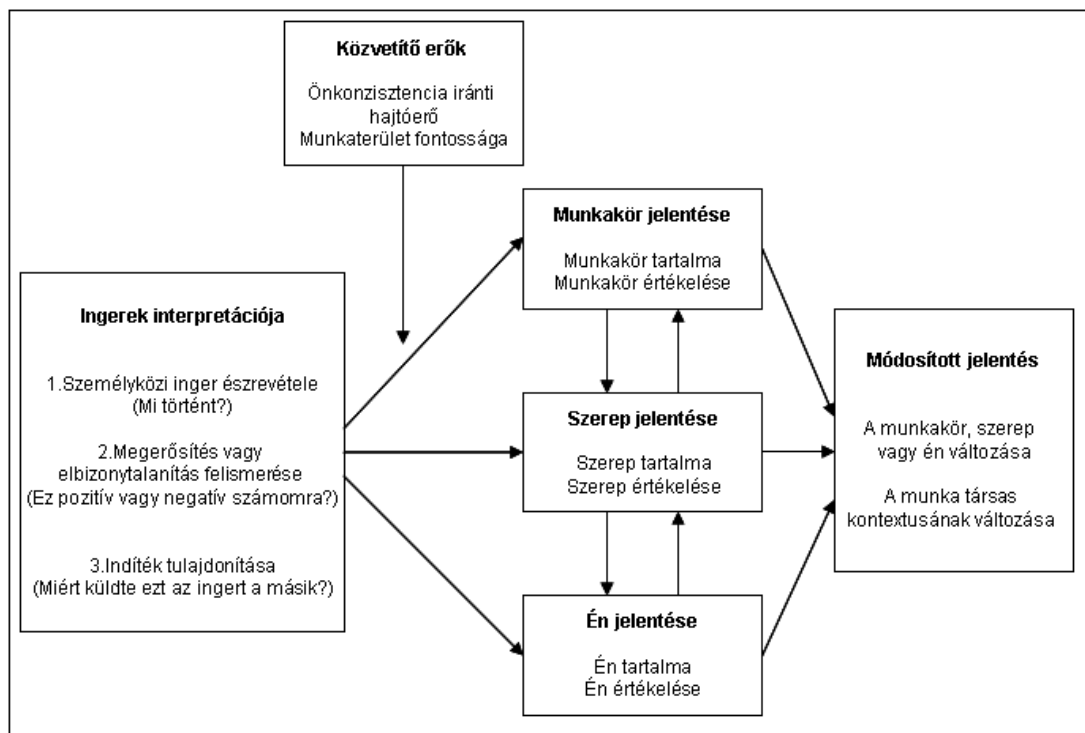 Közvetítő erők
Önkonzisztencia iránti
hajtóerő
Munkaterület fontossága
Ingerek interpretációja
1.Személyközi inger észrevétele
(Mi történt?)
2.Megerősítés vagy
elbizonytalanítás felismerése
(Ez pozitív vagy negatív számomra?)
3.Indíték tulajdonítása
(Miért küldte ezt az ingert a másik?)
Munkakör jelentése
Munkakör tartalma
Munkakör értékelése
Szerep jelentése
Szerep tartalma
Szerep értékelése
Én jelentése
Én tartalma
Én értékelése
Módosított jelentés
A munkakör, szerep
vagy én változása
A munka társas
kontextusának változása